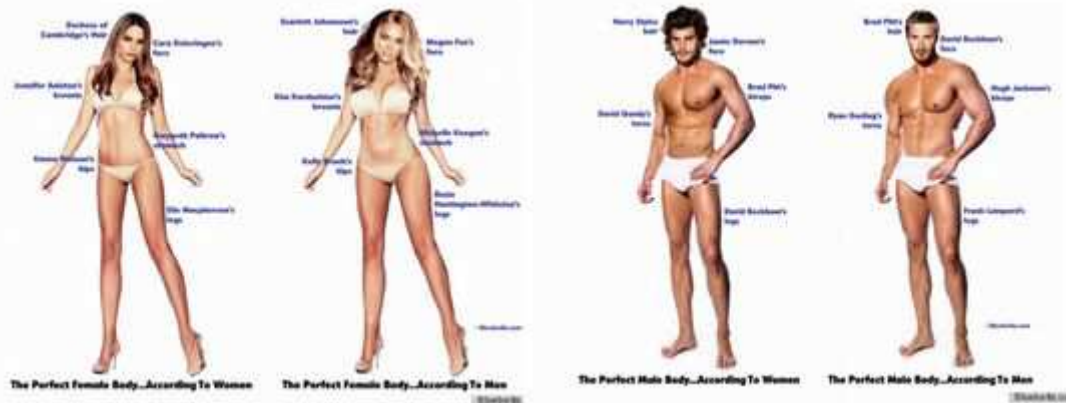 Duchess of
Cambridge's Hair
Cara Delevingne's
face
Jennifer Aniston's
breasts
Gwyneth Paltrow's
stomach
Emma Watson's
hips
Elle Macpherson's
legs
The Perfect Female Body...According To Women
Scarlett Johansson's
hair
Megan Fox's
face
Kim Kardashian's
breasts
Michelle Keegan's
stomach
Kelly Brook's
hips
Rosie
Huntington-Whiteley's
legs
The Perfect Female Body...According To Men
Harry Styles
hair
Jamie Dornan's
face
Brad Pitt's
biceps
David Gandy's
torso
David Beckham's
legs
The Perfect Male Body...According To Women
Brad Pitt's
hair
David Beckham's
face
Hugh Jackman's
biceps
Ryan Gosling's
torso
Frank Lampard's
legs
The Perfect Male Body...According To Men